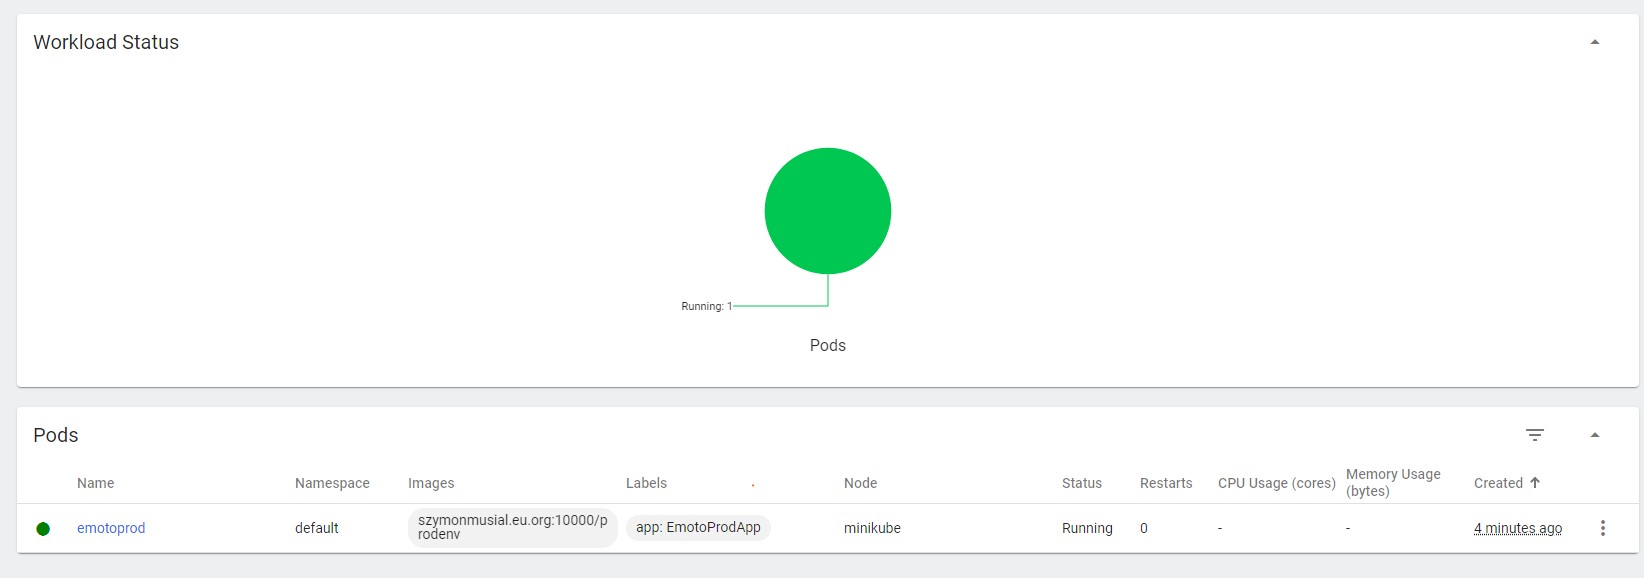 Workload Status
Running: 1
Pods
Pods
Name Namespace Images Labels Node Status Restarts CPU Usage (cores) Memory Usage (bytes) Created
emotoprod default szymonmusial.eu.org:10000/p
rodenv app: EmotoProdApp minikube Running 0 - - 4 minutes ago